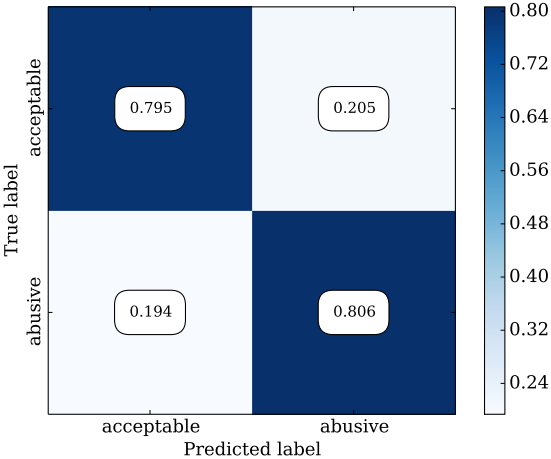 acceptable
0.795
0.205
True label
abusive
0.194
0.806
acceptable
abusive
Predicted label
0.80
0.72
0.64
0.56
0.48
0.40
0.32
0.24